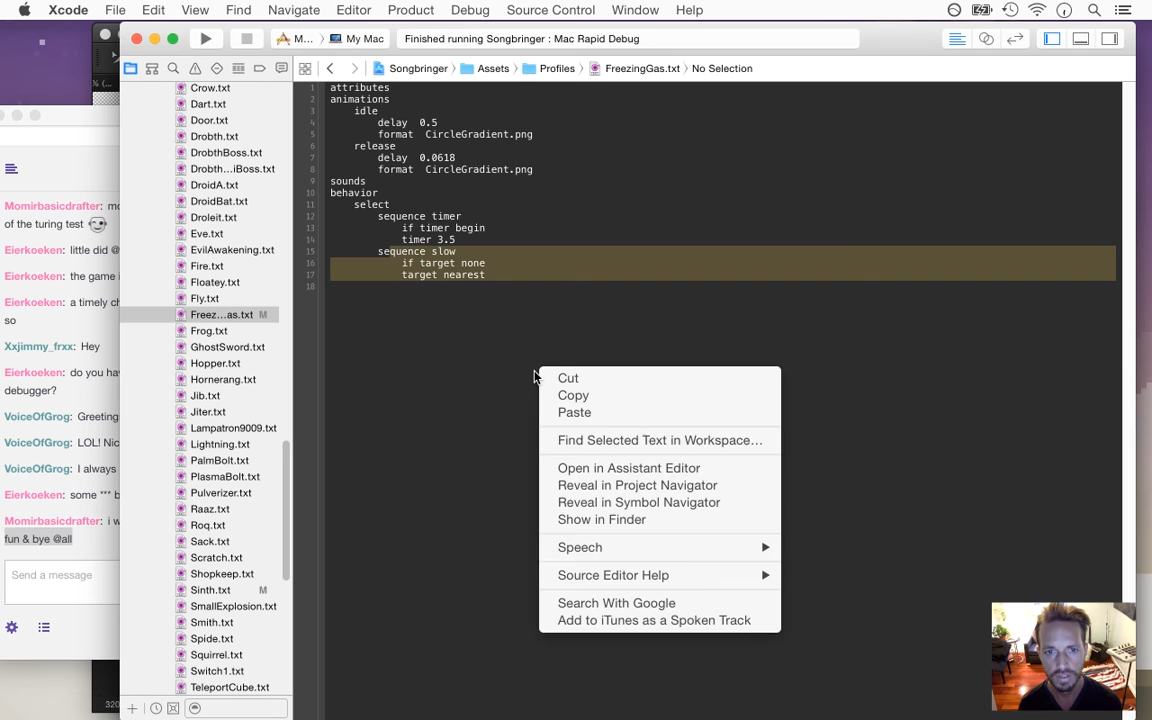 Xcode File Edit View Find Navigate Editor Product Debug Source Control Window Help
M... My Mac Finished running Songbringer : Mac Rapid Debug
Songbringer Assets Profiles FreezingGas.txt No Selection
Crow.txt
Dart.txt
Door.txt
Drobth.txt
DrobthBoss.txt
Drobth...iBoss.txt
DroidA.txt
DroidBat.txt
Droleit.txt
Eve.txt
EvilAwakening.txt
Fire.txt
Floatey.txt
Fly.txt
Freez...as.txt M
Frog.txt
GhostSword.txt
Hopper.txt
Hornerang.txt
Jib.txt
Jiter.txt
Lampatron9009.txt
Lightning.txt
PalmBolt.txt
PlasmaBolt.txt
Pulverizer.txt
Raaz.txt
Roq.txt
Sack.txt
Scratch.txt
Shopkeep.txt
Sinth.txt M
SmallExplosion.txt
Smith.txt
Spide.txt
Squirrel.txt
Switch1.txt
TeleportCube.txt
1 attributes
2 animations
3 idle
4 delay 0.5
5 format CircleGradient.png
6 release
7 delay 0.0618
8 format CircleGradient.png
9 sounds
10 behavior
11 select
12 sequence timer
13 if timer begin
14 timer 3.5
15 sequence slow
16 if target none
17 target nearest
18
Cut
Copy
Paste
Find Selected Text in Workspace…
Open in Assistant Editor
Reveal in Project Navigator
Reveal in Symbol Navigator
Show in Finder
Speech
Source Editor Help
Search With Google
Add to iTunes as a Spoken Track
% (...
Momirbasicdrafter: mo
of the turing test
Eierkoeken: little did @
Eierkoeken: the game i
Eierkoeken: a timely ch
so
Xxjimmy_frxx: Hey
Eierkoeken: do you hav
debugger?
VoiceOfGrog: Greeting
VoiceOfGrog: LOL! Nic
VoiceOfGrog: I always
Eierkoeken: some *** b
Momirbasicdrafter: i w
fun & bye @all
Send a message
320